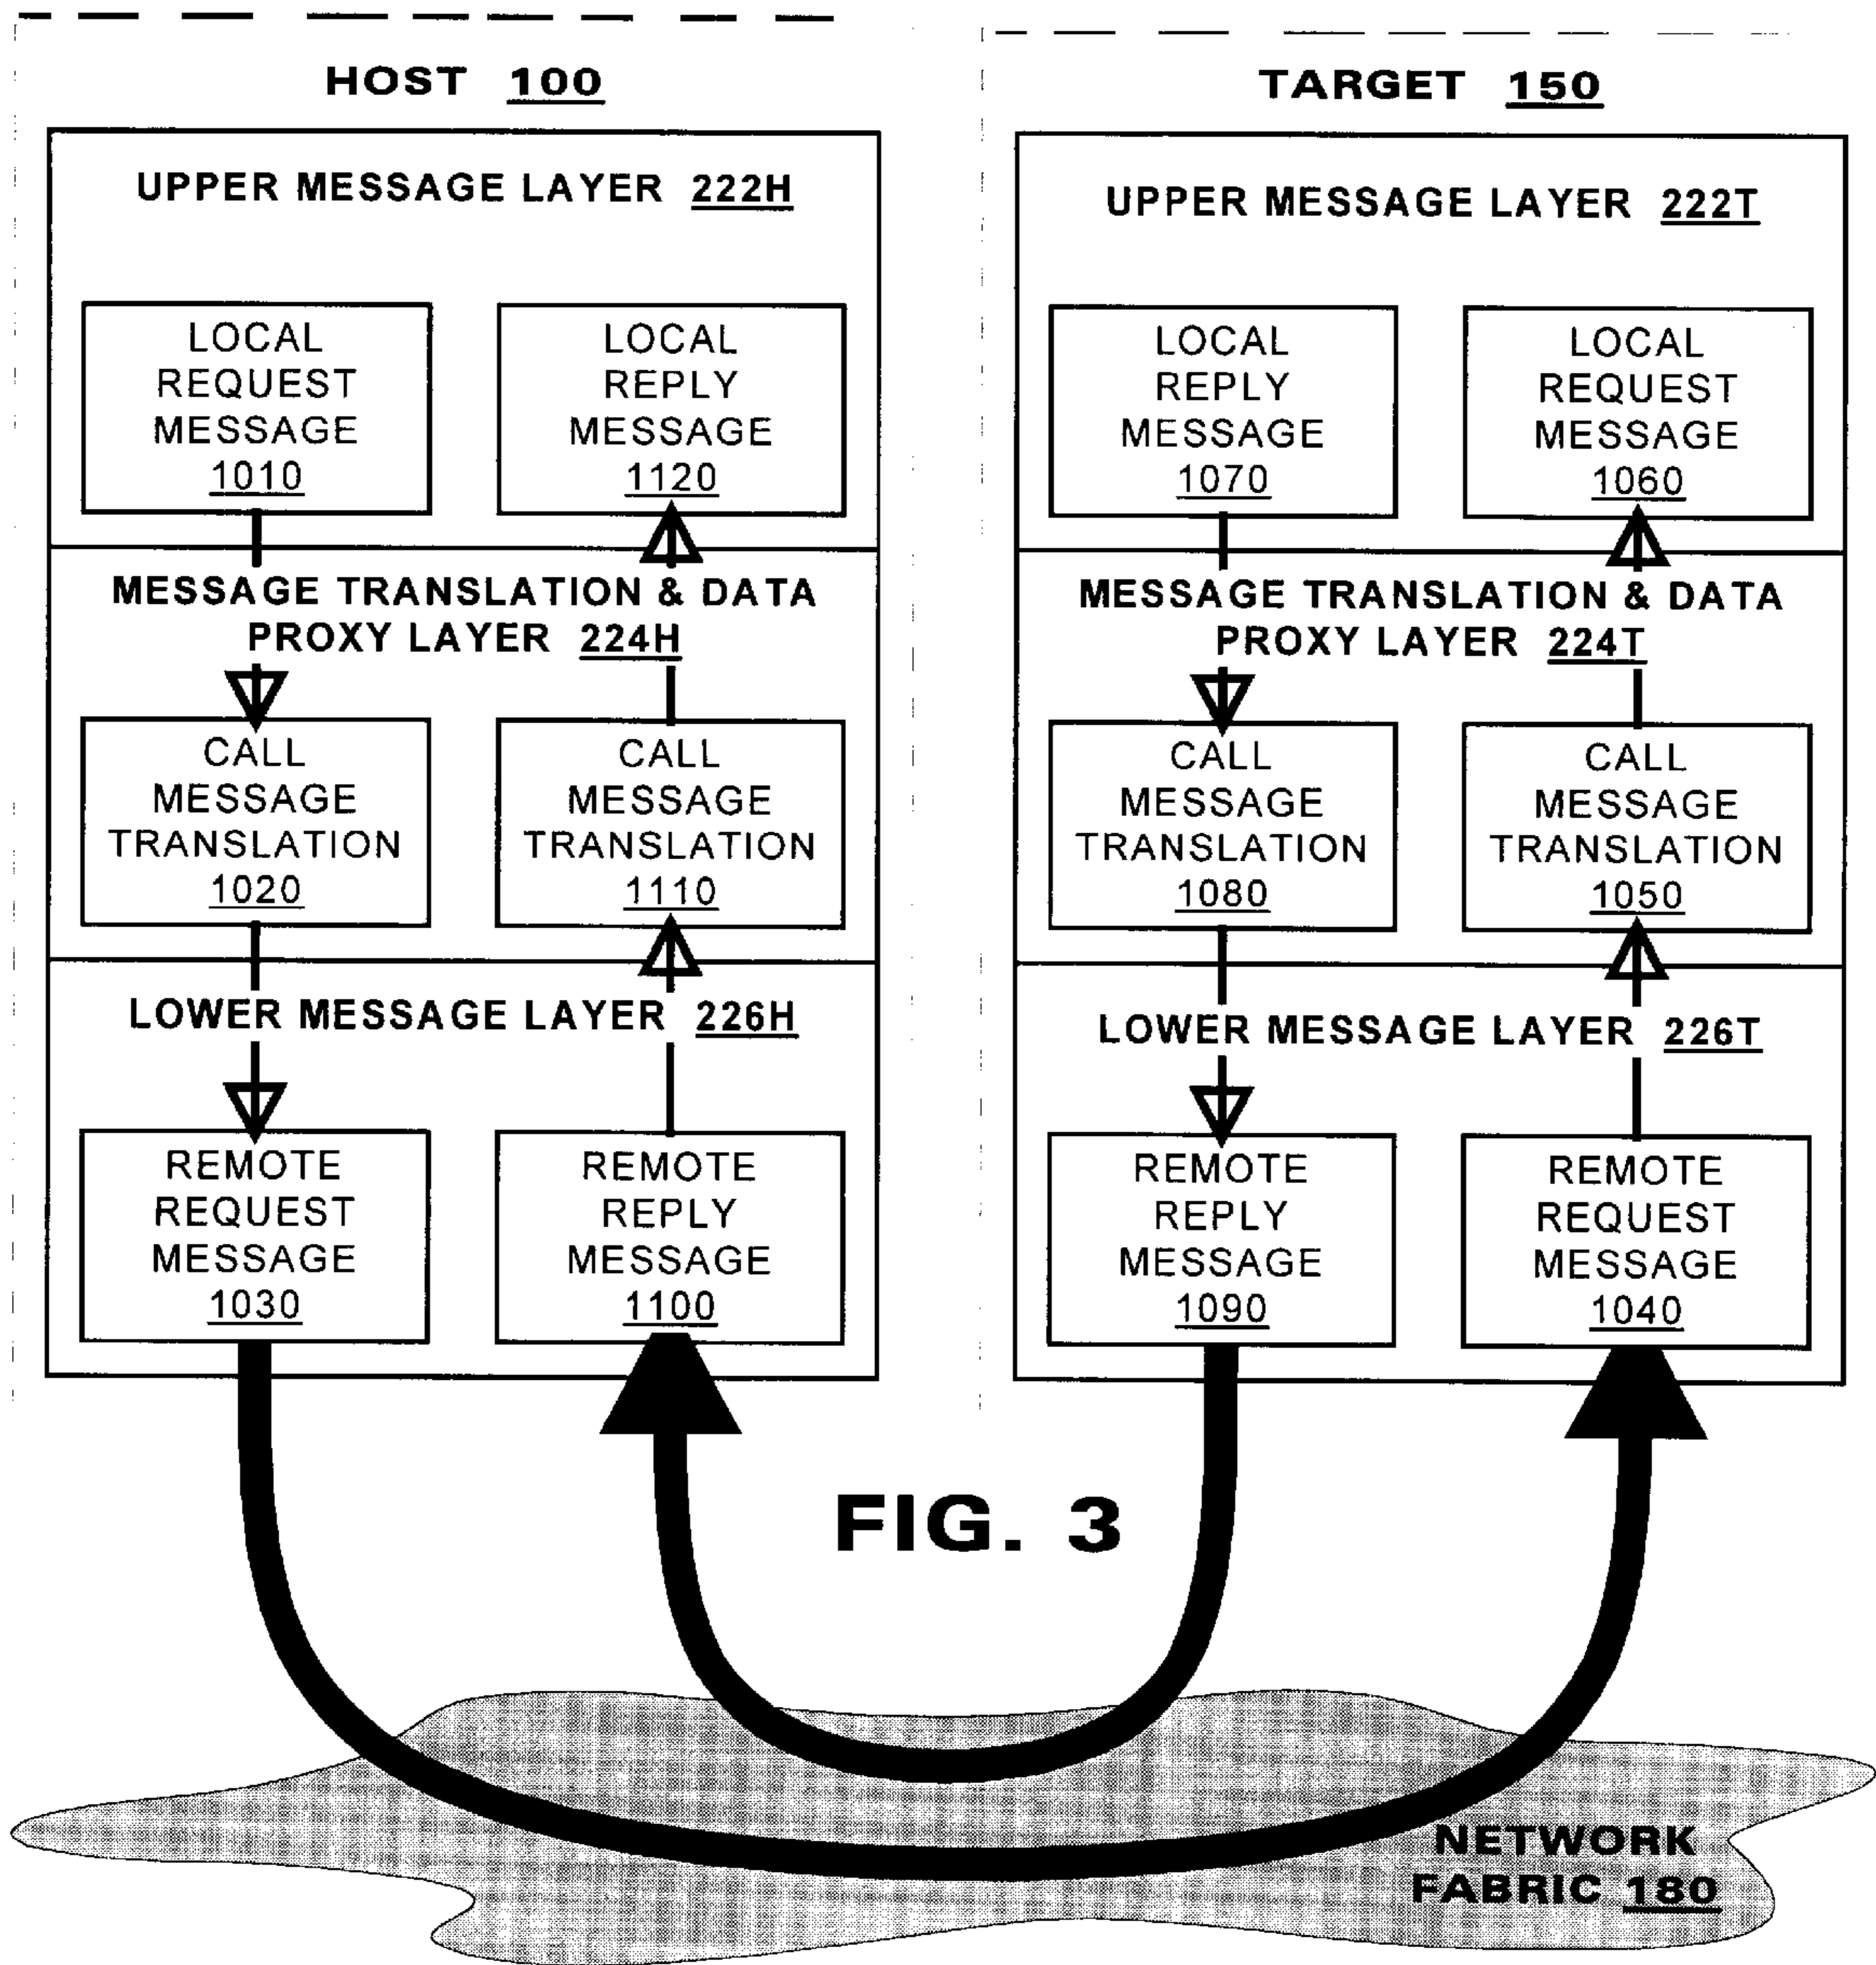 HOST 100
UPPER MESSAGE LAYER 222H
LOCAL
REQUEST
MESSAGE
1010
LOCAL
REPLY
MESSAGE
1120
MESSAGE TRANSLATION & DATA
PROXY LAYER 224H
CALL
MESSAGE
TRANSLATION
1020
CALL
MESSAGE
TRANSLATION
1110
LOWER MESSAGE LAYER 226H
REMOTE
REQUEST
MESSAGE
1030
REMOTE
REPLY
MESSAGE
1100
TARGET 150
UPPER MESSAGE LAYER 222T
LOCAL
REPLY
MESSAGE
1070
LOCAL
REQUEST
MESSAGE
1060
MESSAGE TRANSLATION & DATA
PROXY LAYER 224T
CALL
MESSAGE
TRANSLATION
1080
CALL
MESSAGE
TRANSLATION
1050
LOWER MESSAGE LAYER 226T
REMOTE
REPLY
MESSAGE
1090
REMOTE
REQUEST
MESSAGE
1040
FIG. 3
NETWORK
FABRIC 180